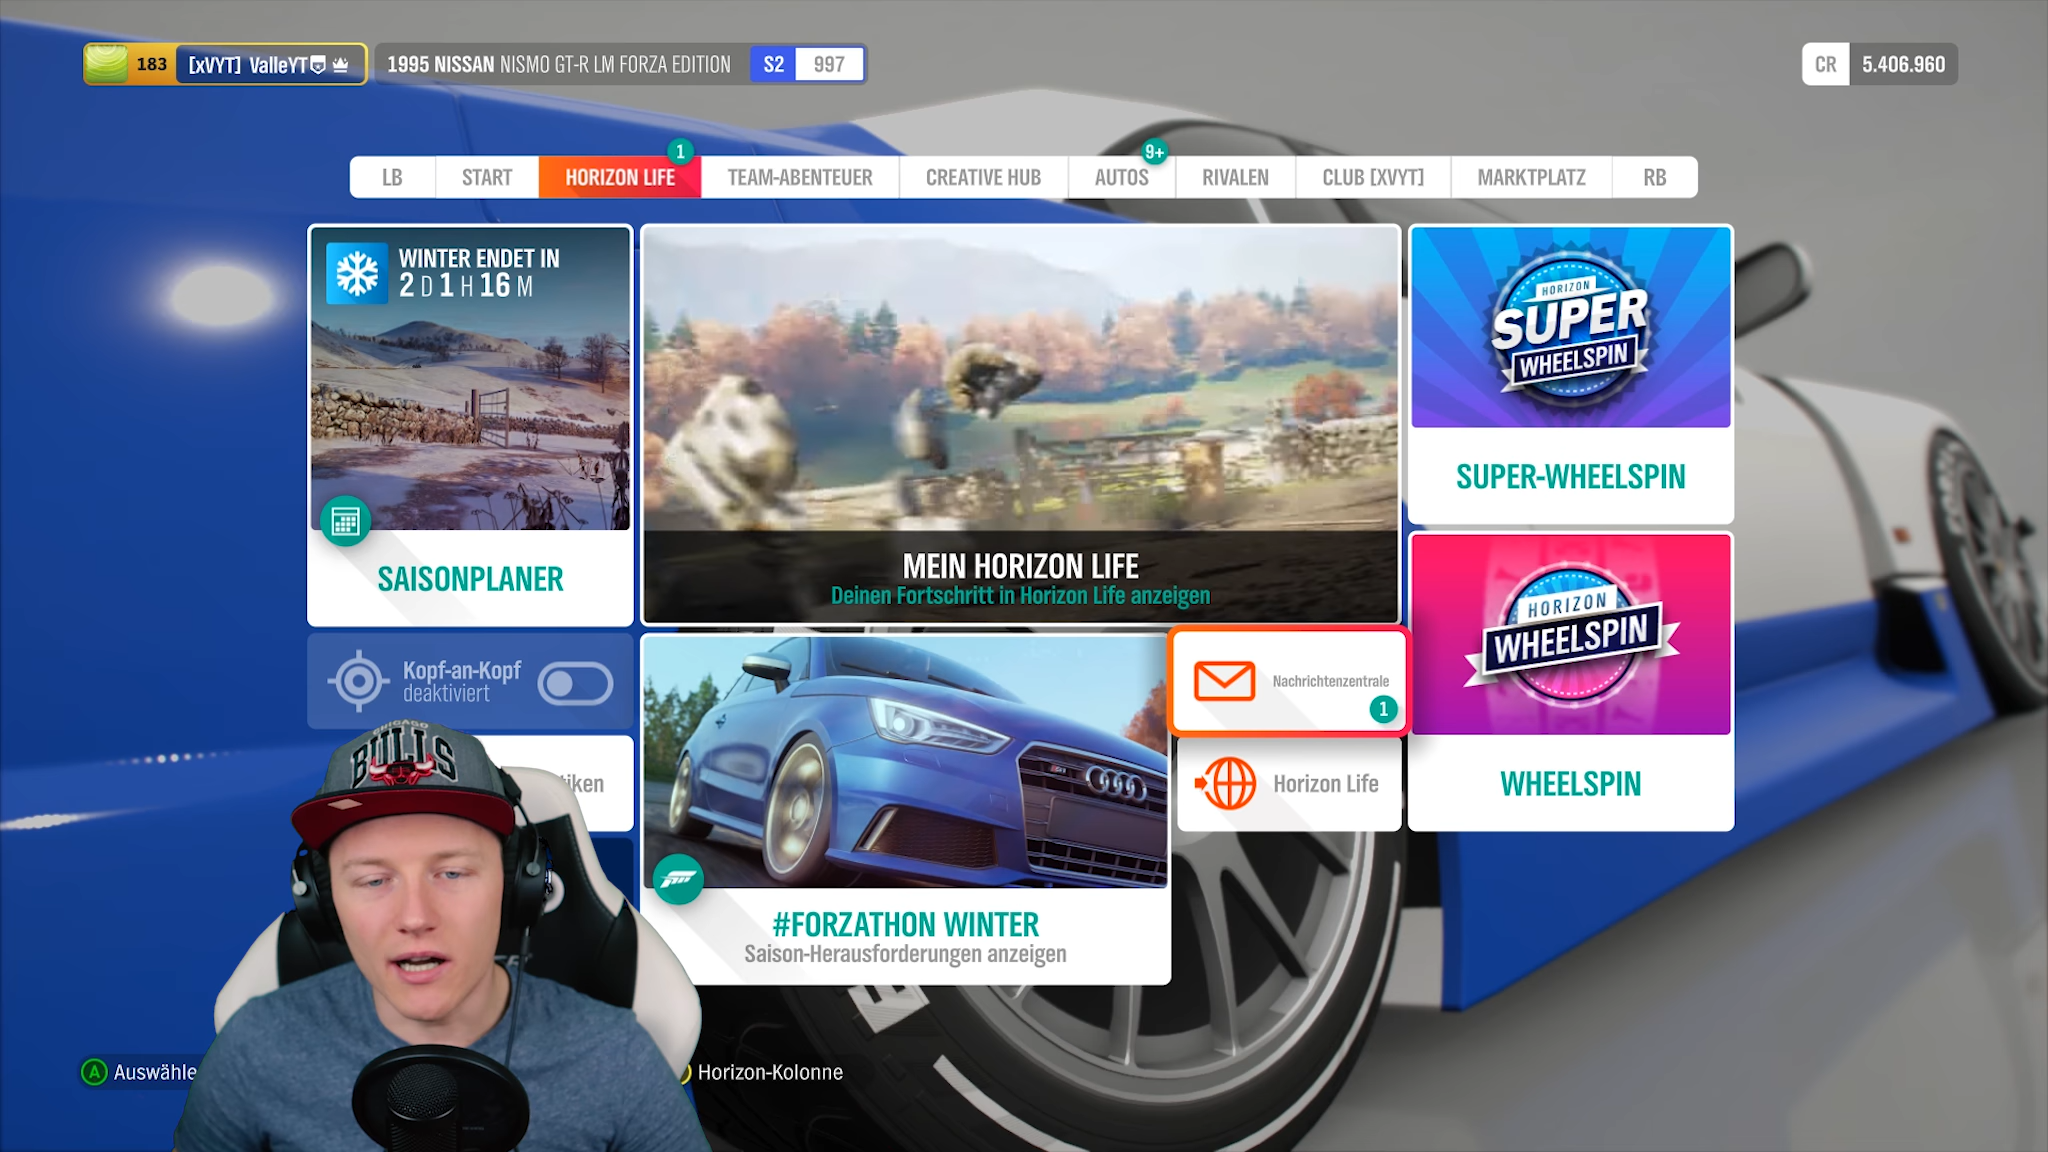 183 [xVYT] ValleYT
1995 NISSAN NISMO GT-R LM FORZA EDITION S2 997
CR 5.406.960
1 9+
LB START HORIZON LIFE TEAM-ABENTEUER CREATIVE HUB AUTOS RIVALEN CLUB [XVYT] MARKTPLATZ RB
WINTER ENDET IN
2 D 1 H 16 M
SAISONPLANER
MEIN HORIZON LIFE
Deinen Fortschritt in Horizon Life anzeigen
HORIZON
SUPER
WHEELSPIN
SUPER-WHEELSPIN
Kopf-an-Kopf
deaktiviert
iken
CHICAGO
BULLS
#FORZATHON WINTER
Saison-Herausforderungen anzeigen
Nachrichtenzentrale
1
Horizon Life
HORIZON
WHEELSPIN
WHEELSPIN
A Auswähle
Horizon-Kolonne